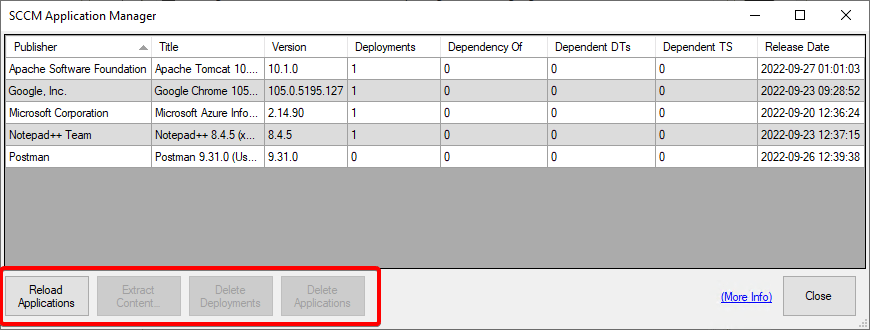 SCCM Application Manager
Publisher Title Version Deployments Dependency Of Dependent DTs Dependent TS Release Date
Apache Software Foundation Apache Tomcat 10.... 10.1.0 1 0 0 0 2022-09-27 01:01:03
Google, Inc. Google Chrome 105... 105.0.5195.127 1 0 0 0 2022-09-23 09:28:52
Microsoft Corporation Microsoft Azure Info... 2.14.90 1 0 0 0 2022-09-20 12:36:24
Notepad++ Team Notepad++ 8.4.5 (x... 8.4.5 1 0 0 0 2022-09-23 12:37:15
Postman Postman 9.31.0 (Us... 9.31.0 0 0 0 0 2022-09-26 12:39:38
Reload
Applications
Extract
Content...
Delete
Deployments
Delete
Applications
(More Info)
Close